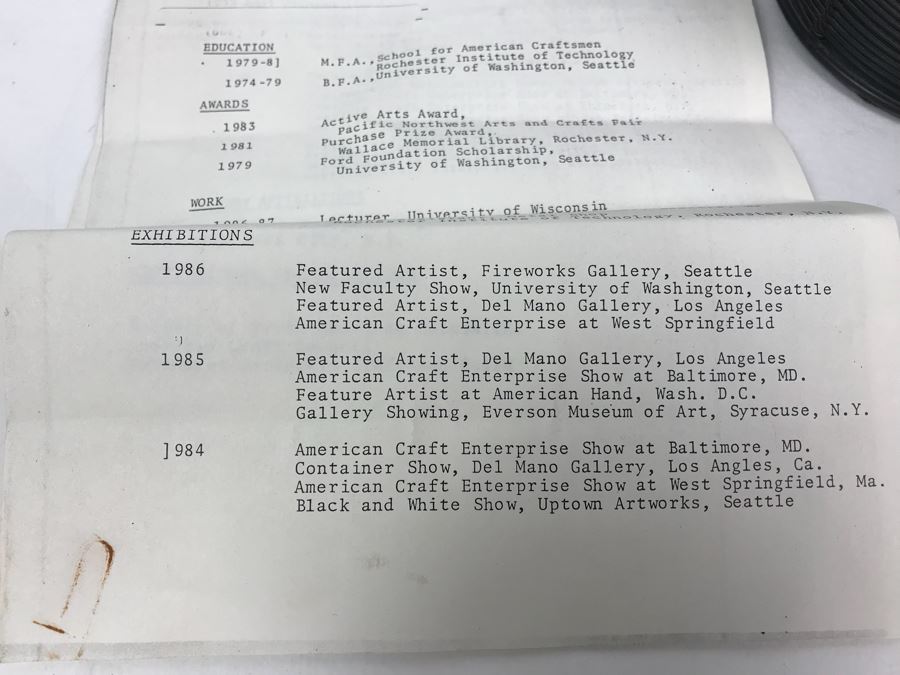 EDUCATION
1979-8] M.F.A., School for American Craftsmen
Rochester Institute of Technology
1974-79 B.F.A., University of Washington, Seattle
AWARDS
1983 Active Arts Award,
Pacific Northwest Arts and Crafts Fair
1981 Purchase Prize Award,
Wallace Memorial Library, Rochester, N.Y.
1979 Ford Foundation Scholarship,
University of Washington, Seattle
WORK
1986-87 Lecturer, University of Wisconsin
Technology, Rochester, N.Y.
EXHIBITIONS
1986 Featured Artist, Fireworks Gallery, Seattle
New Faculty Show, University of Washington, Seattle
Featured Artist, Del Mano Gallery, Los Angeles
American Craft Enterprise at West Springfield
1985 Featured Artist, Del Mano Gallery, Los Angeles
American Craft Enterprise Show at Baltimore, MD.
Feature Artist at American Hand, Wash. D.C.
Gallery Showing, Everson Museum of Art, Syracuse, N.Y.
]984 American Craft Enterprise Show at Baltimore, MD.
Container Show, Del Mano Gallery, Los Angles, Ca.
American Craft Enterprise Show at West Springfield, Ma.
Black and White Show, Uptown Artworks, Seattle